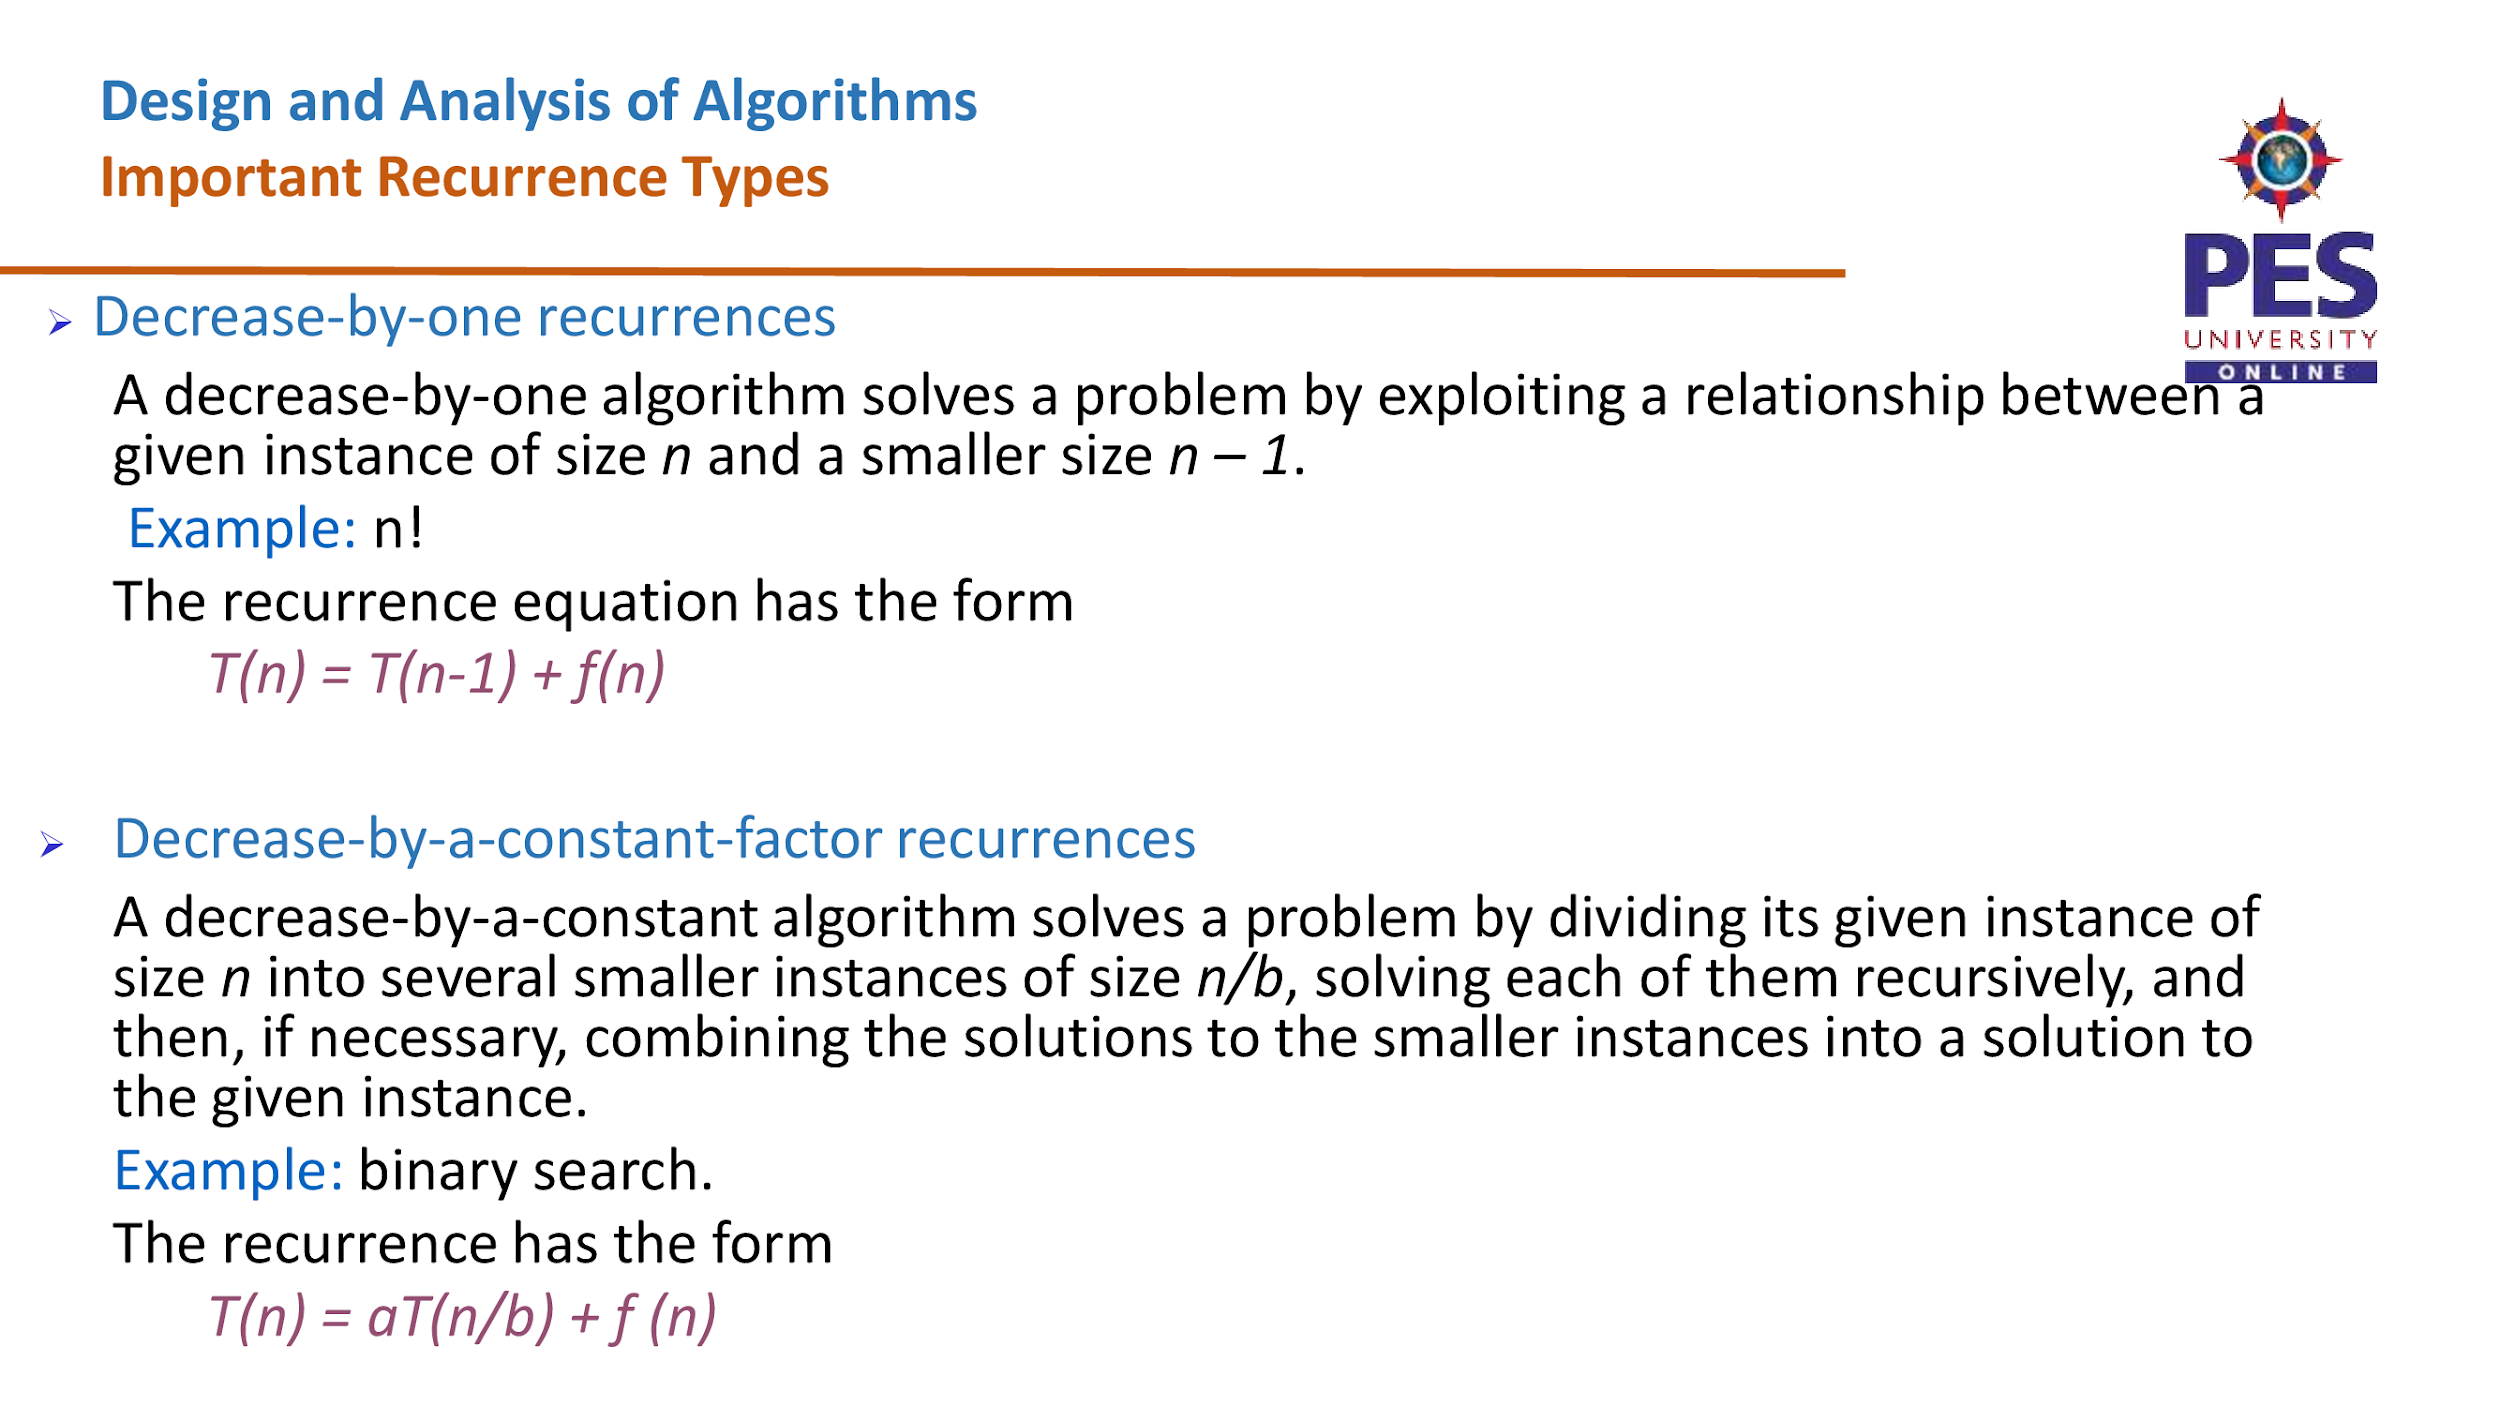 Design and Analysis of Algorithms
Important Recurrence Types
PES
UNIVERSITY
ONLINE
Decrease-by-one recurrences
A decrease-by-one algorithm solves a problem by exploiting a relationship between a
given instance of size n and a smaller size n – 1.
Example: n!
The recurrence equation has the form
T(n) = T(n-1) + f(n)
Decrease-by-a-constant-factor recurrences
A decrease-by-a-constant algorithm solves a problem by dividing its given instance of
size n into several smaller instances of size n/b, solving each of them recursively, and
then, if necessary, combining the solutions to the smaller instances into a solution to
the given instance.
Example: binary search.
The recurrence has the form
T(n) = aT(n/b) + f (n)